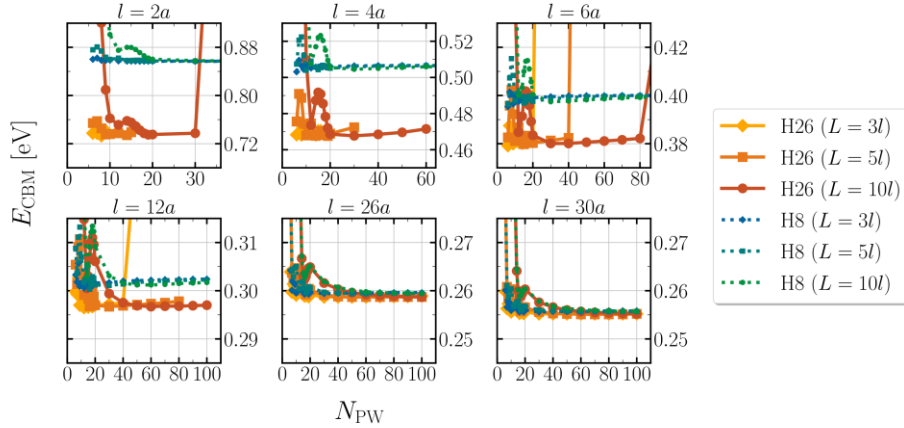 l = 2a
l = 4a
l = 6a
0.88
0.80
0.72
0 10 20 30
0.52
0.50
0.48
0.46
0 20 40 60
0.42
0.40
0.38
0 20 40 60 80
E_CBM [eV]
l = 12a
l = 26a
l = 30a
0.31
0.30
0.29
0 20 40 60 80 100
0.27
0.26
0.25
0 20 40 60 80 100
0.27
0.26
0.25
0 20 40 60 80 100
N_PW
H26 (L = 3l)
H26 (L = 5l)
H26 (L = 10l)
H8 (L = 3l)
H8 (L = 5l)
H8 (L = 10l)